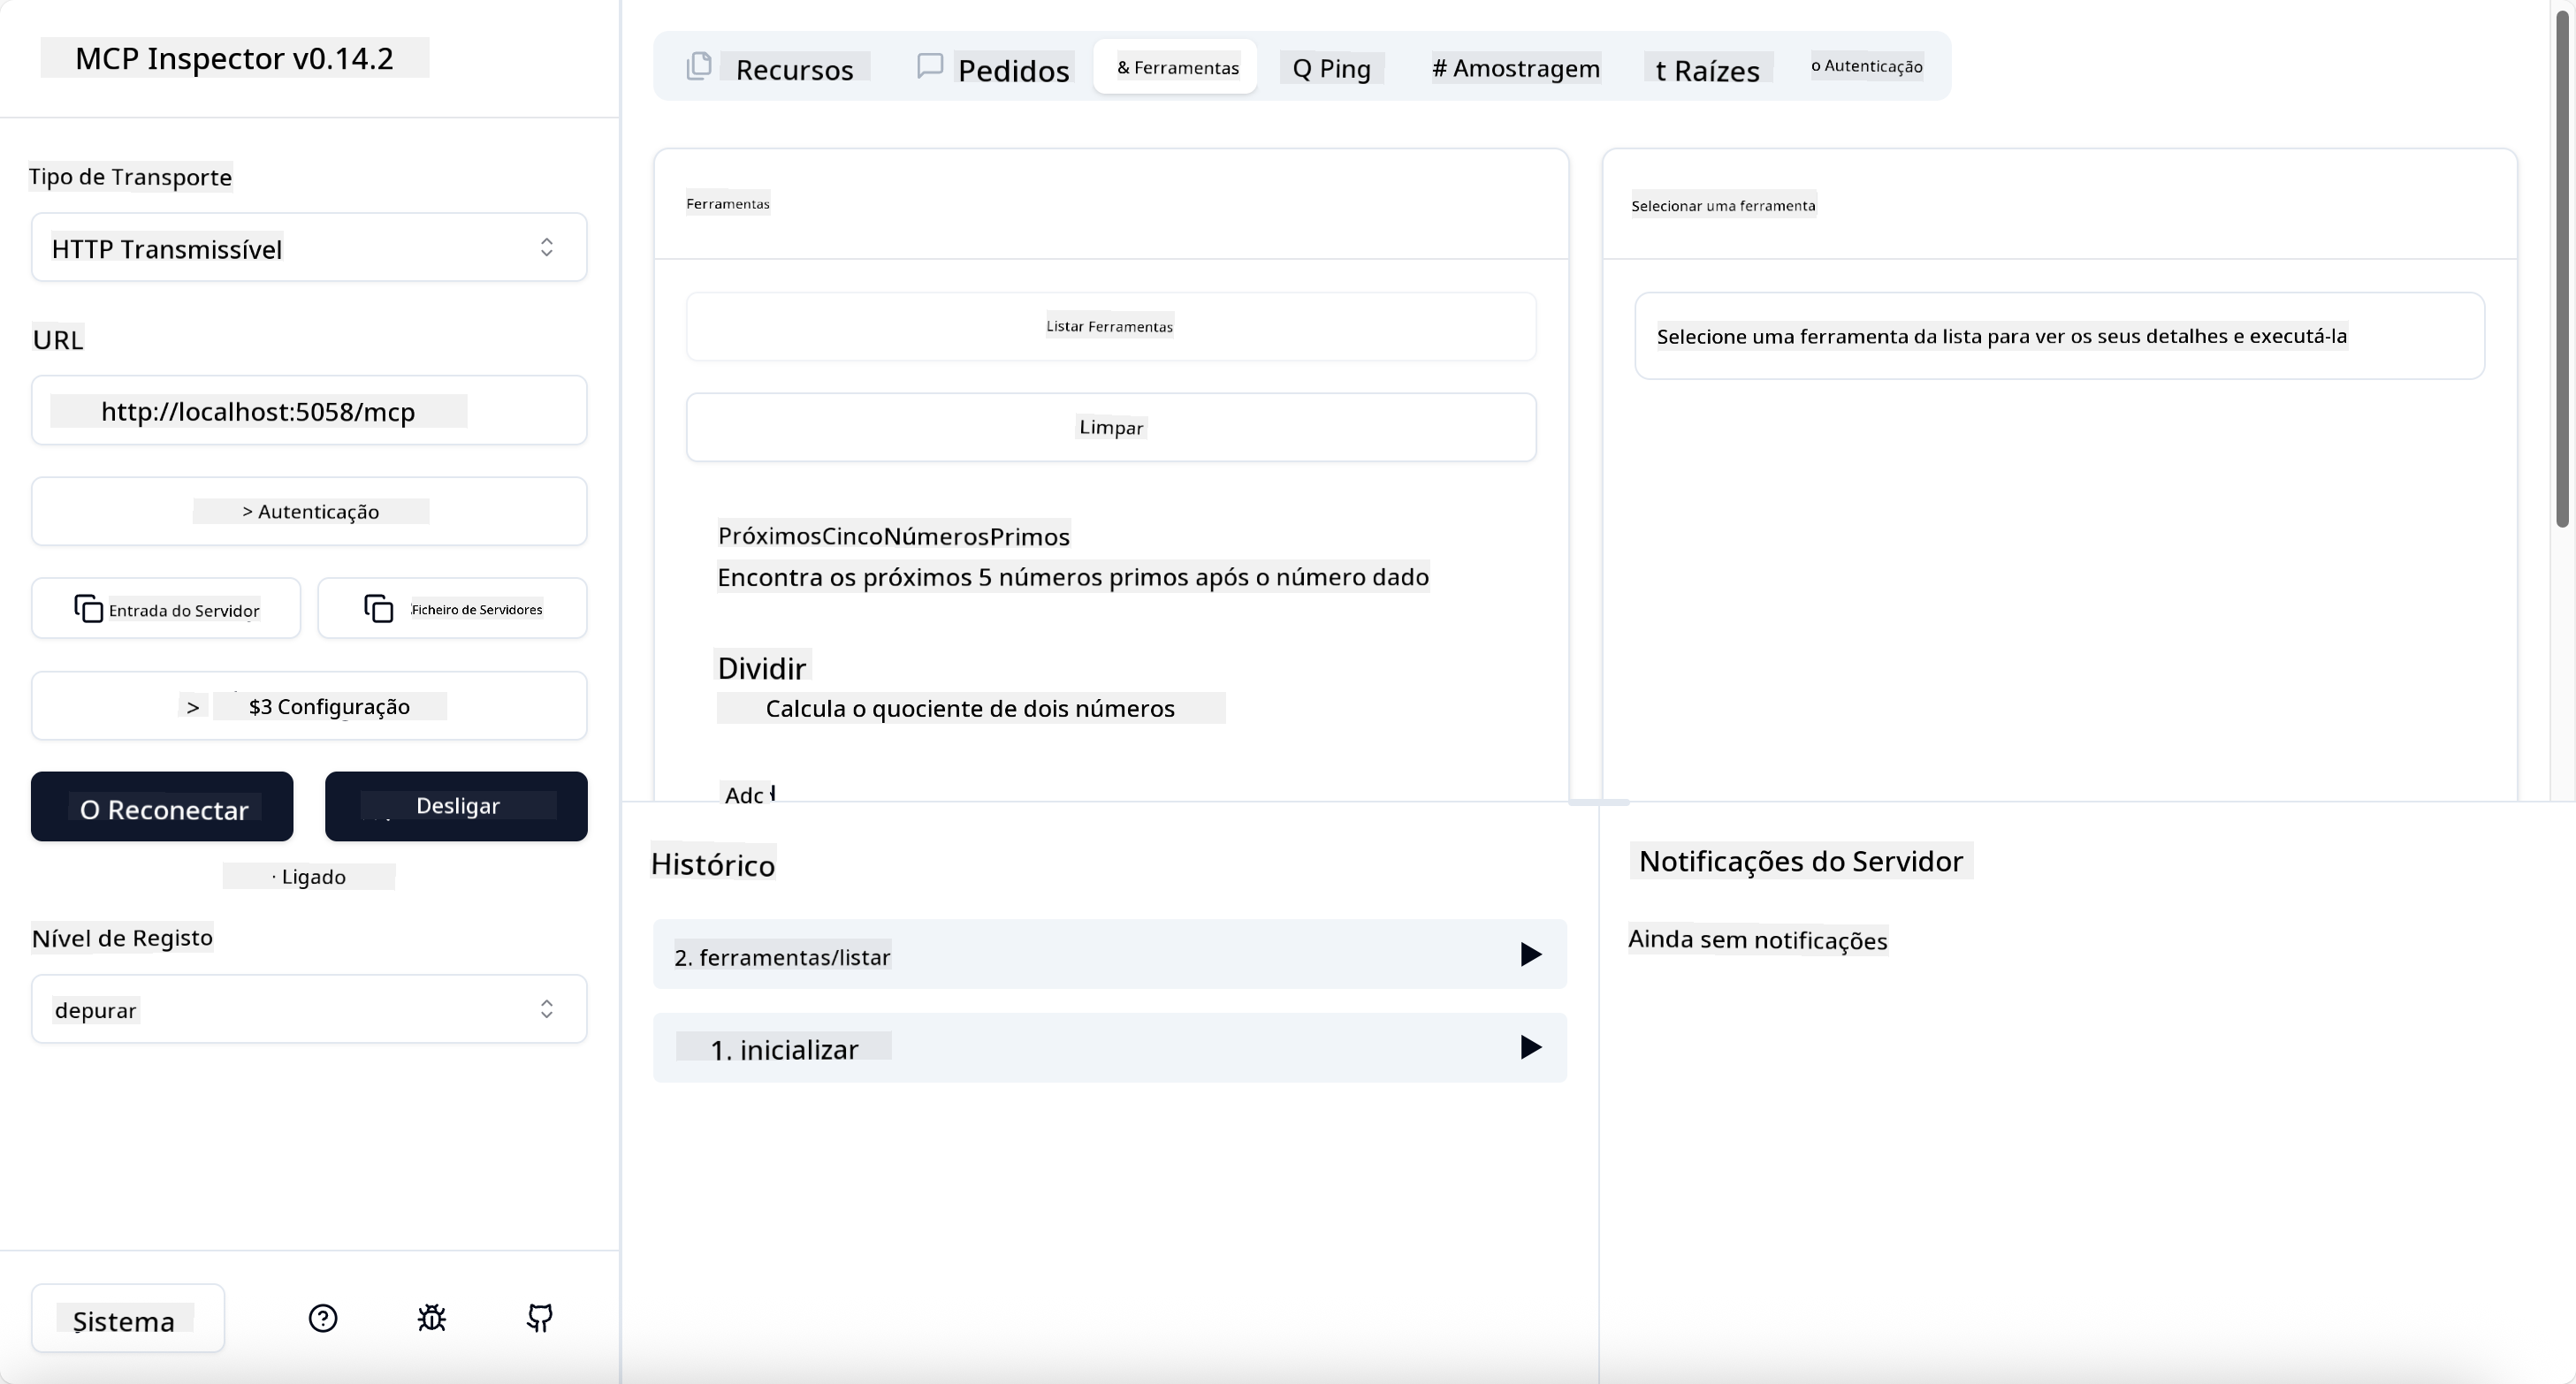 MCP Inspector v0.14.2
Tipo de Transporte
HTTP Transmissível
URL
http://localhost:5058/mcp
> Autenticação
Entrada do Servidor
Ficheiro de Servidores
> $3 Configuração
O Reconectar
Desligar
· Ligado
Nível de Registo
depurar
Sistema
Recursos
Pedidos
& Ferramentas
Q Ping
# Amostragem
t Raízes
o Autenticação
Ferramentas
Listar Ferramentas
Limpar
PróximosCincoNúmerosPrimos
Encontra os próximos 5 números primos após o número dado
Dividir
Calcula o quociente de dois números
Selecionar uma ferramenta
Selecione uma ferramenta da lista para ver os seus detalhes e executá-la
Histórico
2. ferramentas/listar
1. inicializar
Notificações do Servidor
Ainda sem notificações